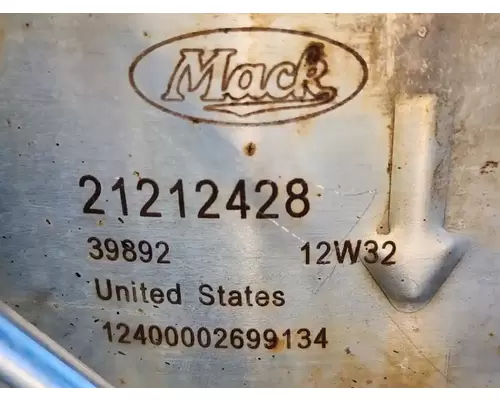 Mack
21212428
39892 12W32
United States
12400002699134